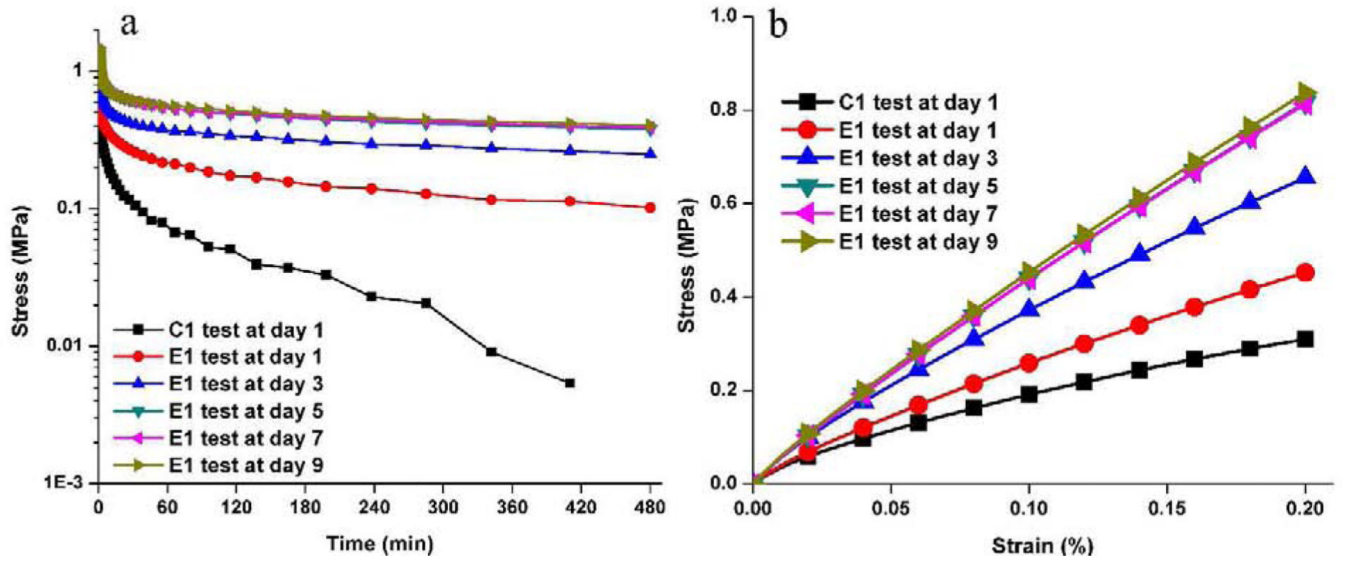 a
Stress (MPa)
1
0.1
0.01
1E-3
C1 test at day 1
E1 test at day 1
E1 test at day 3
E1 test at day 5
E1 test at day 7
E1 test at day 9
0 60 120 180 240 300 360 420 480
Time (min)
b
Stress (MPa)
1.0
0.8
0.6
0.4
0.2
0.0
C1 test at day 1
E1 test at day 1
E1 test at day 3
E1 test at day 5
E1 test at day 7
E1 test at day 9
0.00 0.05 0.10 0.15 0.20
Strain (%)